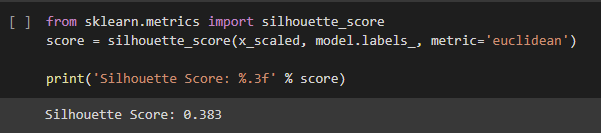 [ ] from sklearn.metrics import silhouette_score
score = silhouette_score(x_scaled, model.labels_, metric='euclidean')
print('Silhouette Score: %.3f' % score)
Silhouette Score: 0.383